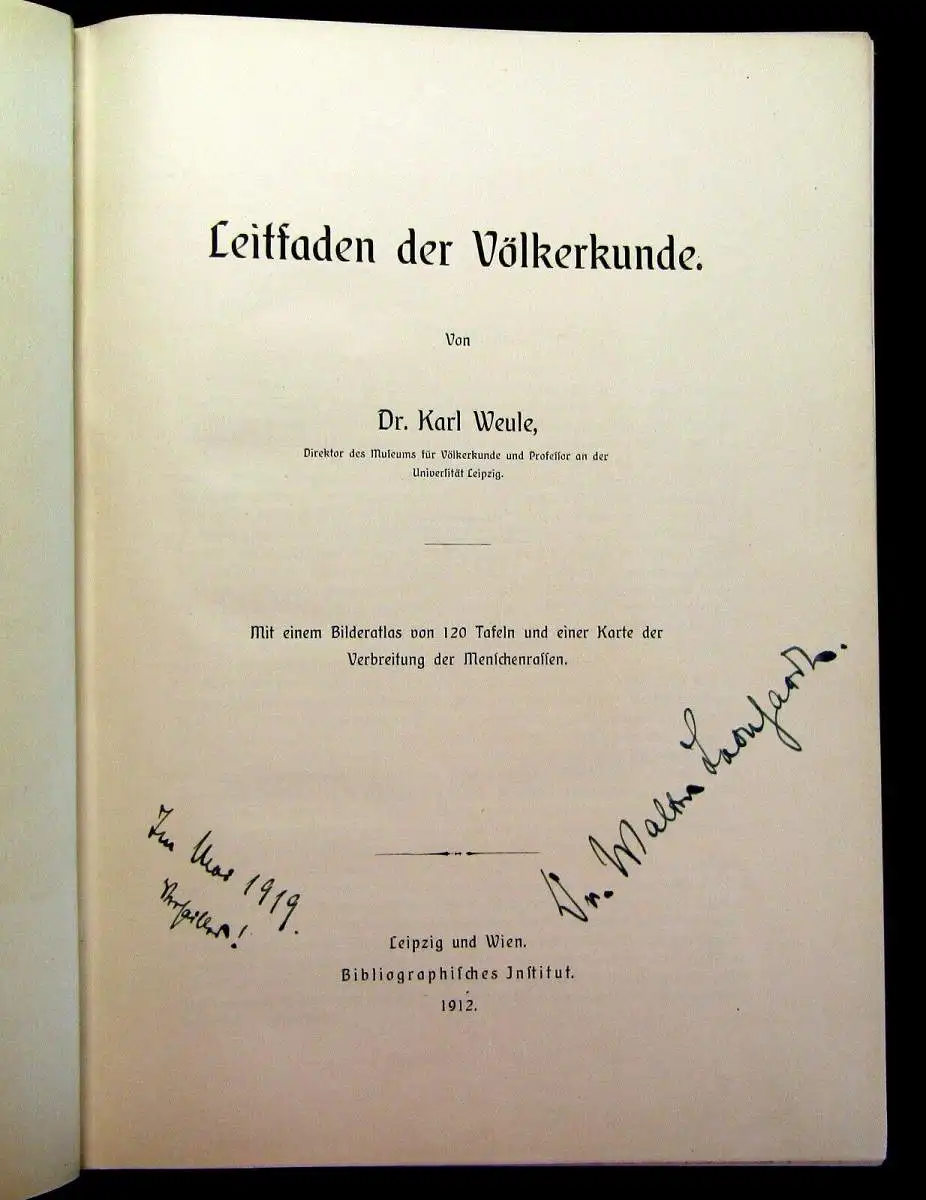 Leitfaden der Völkerkunde.
Von
Dr. Karl Weule,
Direktor des Muſeums für Völkerkunde und Profeſſor an der
Univerſität Leipzig.
Mit einem Bilderatlas von 120 Tafeln und einer Karte der
Verbreitung der Menſchenraſſen.
Dr. Walter Leonhardt.
Im Mai 1919.
Versailles!
Leipzig und Wien.
Bibliographiſches Inſtitut.
1912.